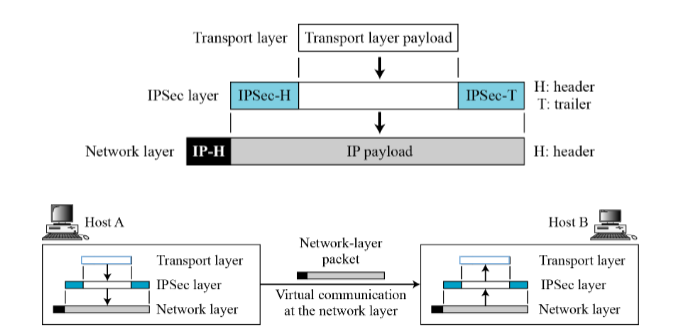 Transport layer Transport layer payload
IPSec layer IPSec-H IPSec-T H: header
T: trailer
Network layer IP-H IP payload H: header
Host A Host B
Network-layer
packet
Transport layer Transport layer
IPSec layer IPSec layer
Virtual communication
at the network layer
Network layer Network layer